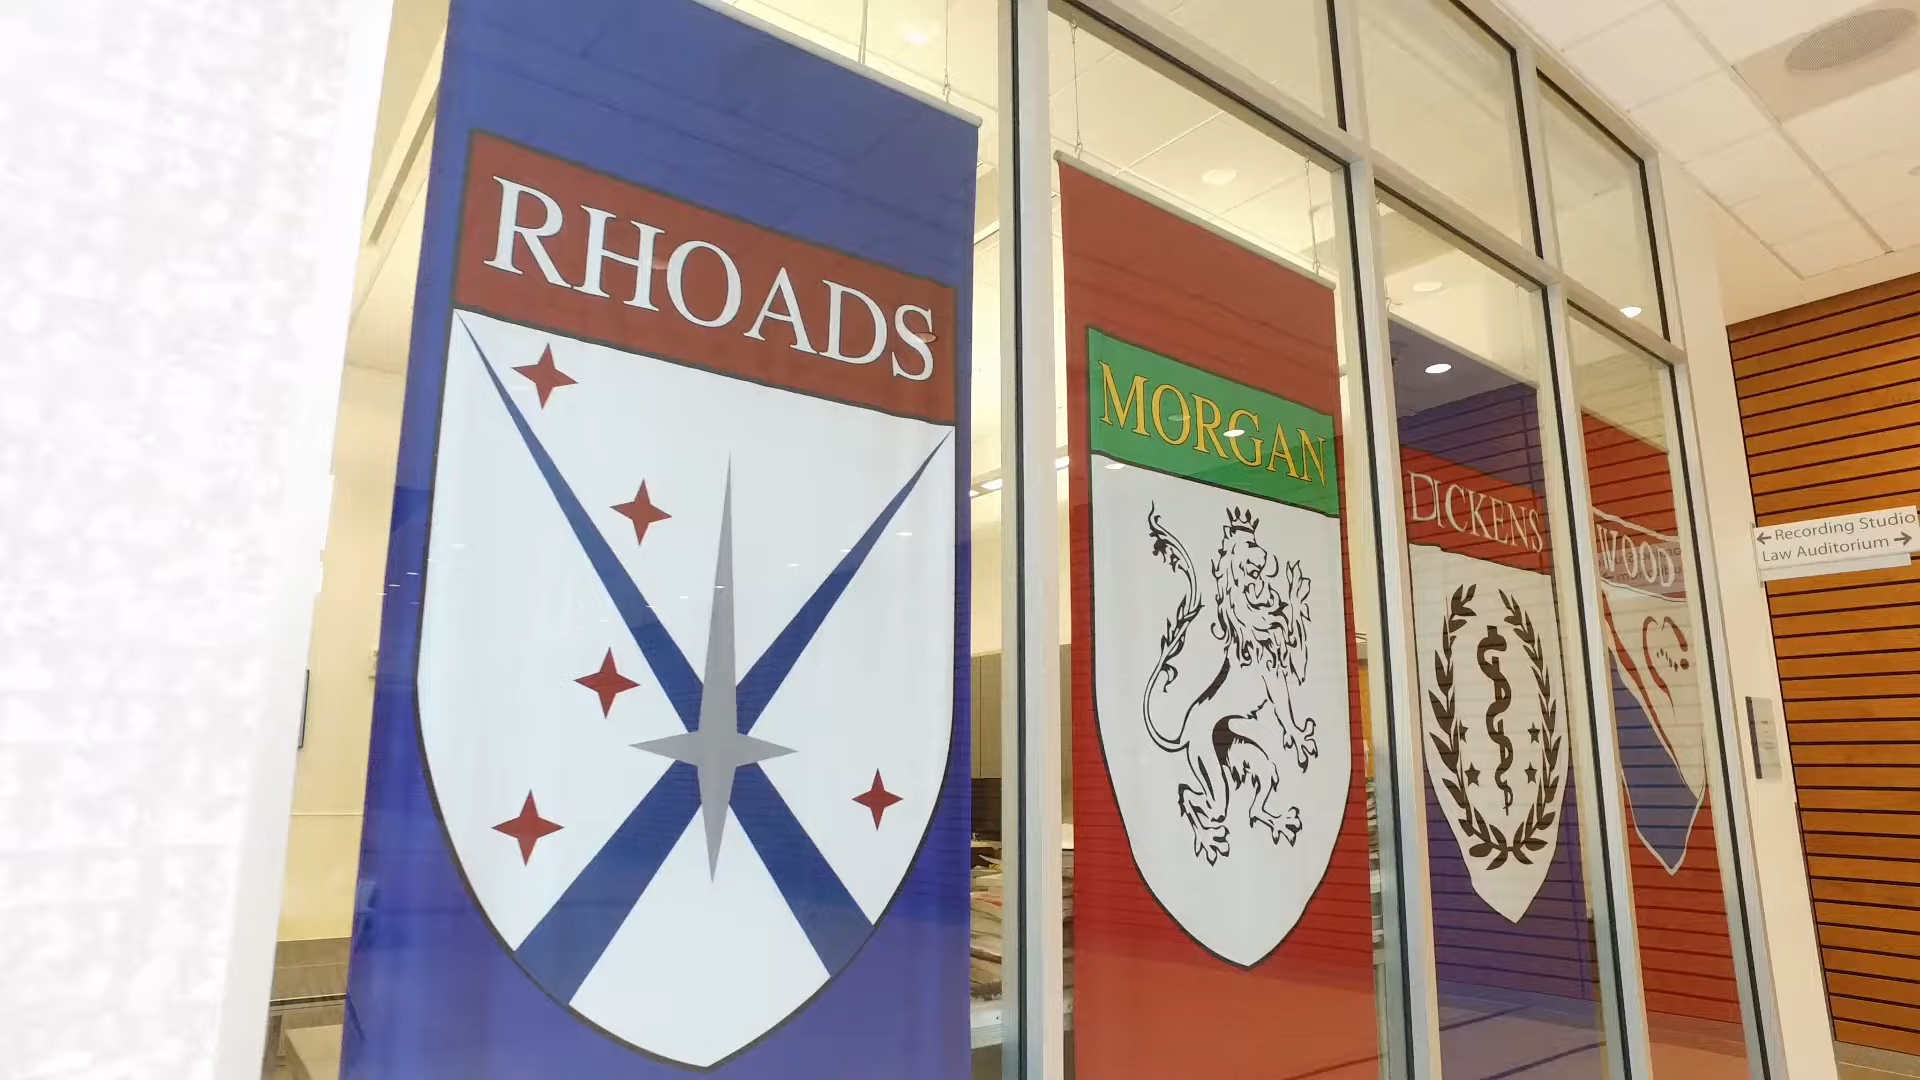 RHOADS
MORGAN
DICKENS
WOOD
← Recording Studio
Law Auditorium →